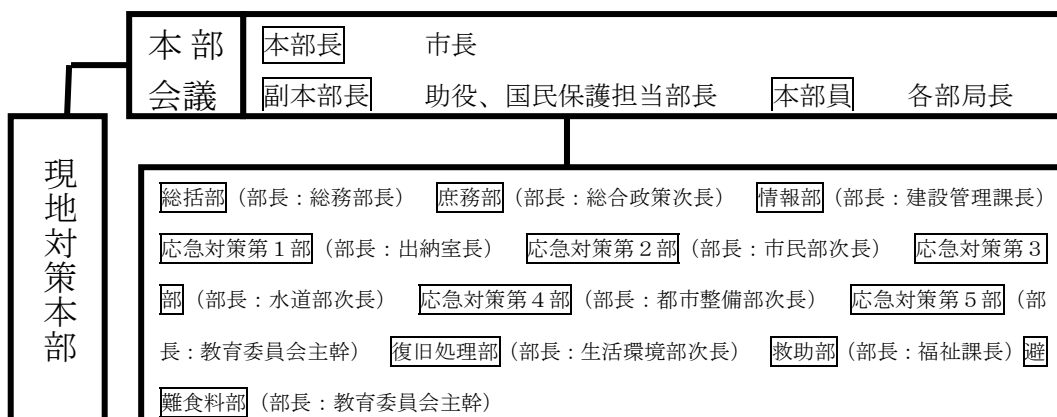 本部 本部長 市長
会議 副本部長 助役、国民保護担当部長 本部員 各部局長
現地対策本部
総括部（部長：総務部長） 庶務部（部長：総合政策次長） 情報部（部長：建設管理課長）
応急対策第１部（部長：出納室長） 応急対策第２部（部長：市民部次長） 応急対策第３
部（部長：水道部次長） 応急対策第４部（部長：都市整備部次長） 応急対策第５部（部
長：教育委員会主幹） 復旧処理部（部長：生活環境部次長） 救助部（部長：福祉課長）避
難食料部（部長：教育委員会主幹）